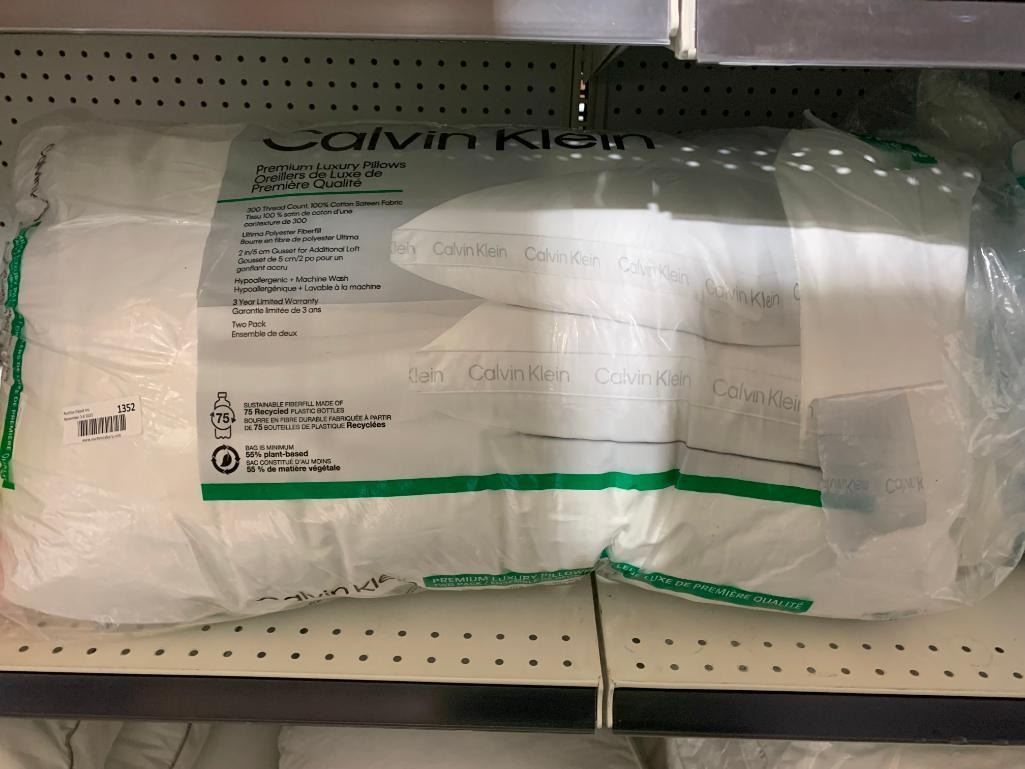 Calvin Klein
Premium Luxury Pillows
Oreillers de Luxe de
Première Qualité
300 Thread Count, 100% Cotton Sateen Fabric
Tissu 100 % satin de coton d'une
contexture de 300
Ultima Polyester Fiberfill
Bourre en fibre de polyester Ultima
2 in/5 cm Gusset for Additional Loft
Gousset de 5 cm/2 po pour un
gonflant accru
Hypoallergenic + Machine Wash
Hypoallergénique + Lavable à la machine
3 Year Limited Warranty
Garantie limitée de 3 ans
Two Pack
Ensemble de deux
Klein Calvin Klein Calvin Klein Calvin Klein Calvin Klein
Klein Calvin Klein Calvin Klein Calvin Klein
1352
75
SUSTAINABLE FIBERFILL MADE OF
75 Recycled PLASTIC BOTTLES
BOURRE EN FIBRE DURABLE FABRIQUÉE À PARTIR
DE 75 BOUTEILLES DE PLASTIQUE Recyclées
BAG IS MINIMUM
55% plant-based
SAC CONSTITUÉ D'AU MOINS
55 % de matière végétale
Calvin Klein
PREMIUM LUXURY PILLOW
LUXE DE PREMIÈRE QUALITÉ